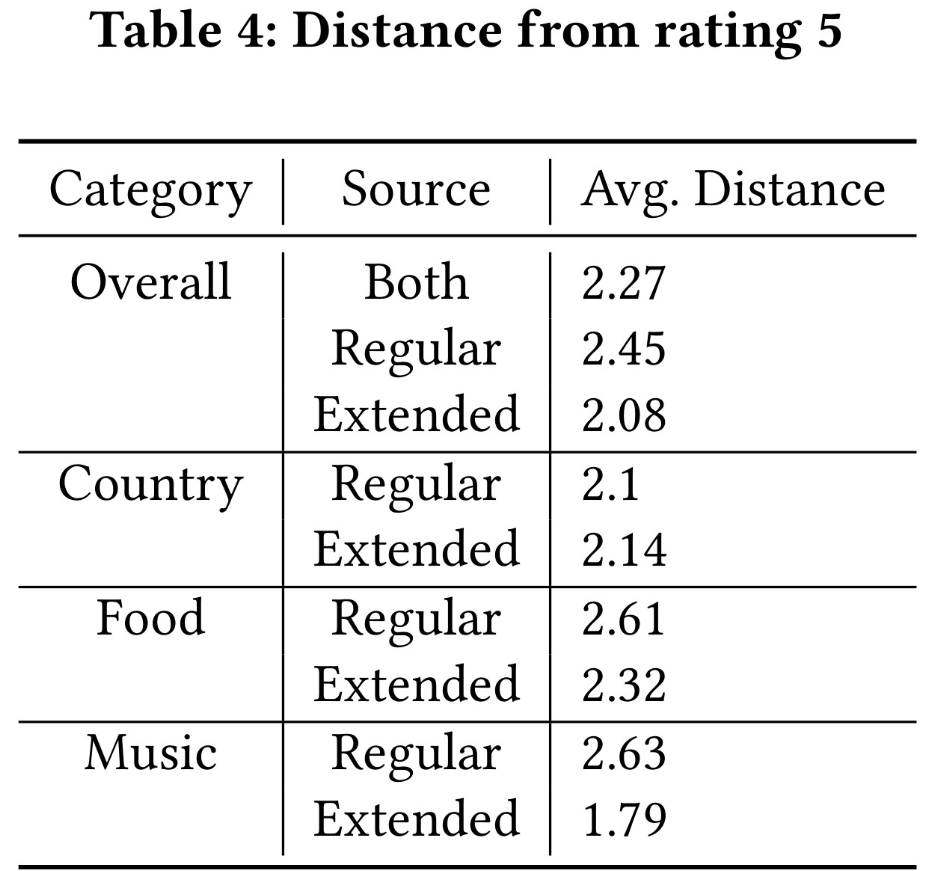 Table 4: Distance from rating 5
Category Source Avg. Distance
Overall Both 2.27
Regular 2.45
Extended 2.08
Country Regular 2.1
Extended 2.14
Food Regular 2.61
Extended 2.32
Music Regular 2.63
Extended 1.79